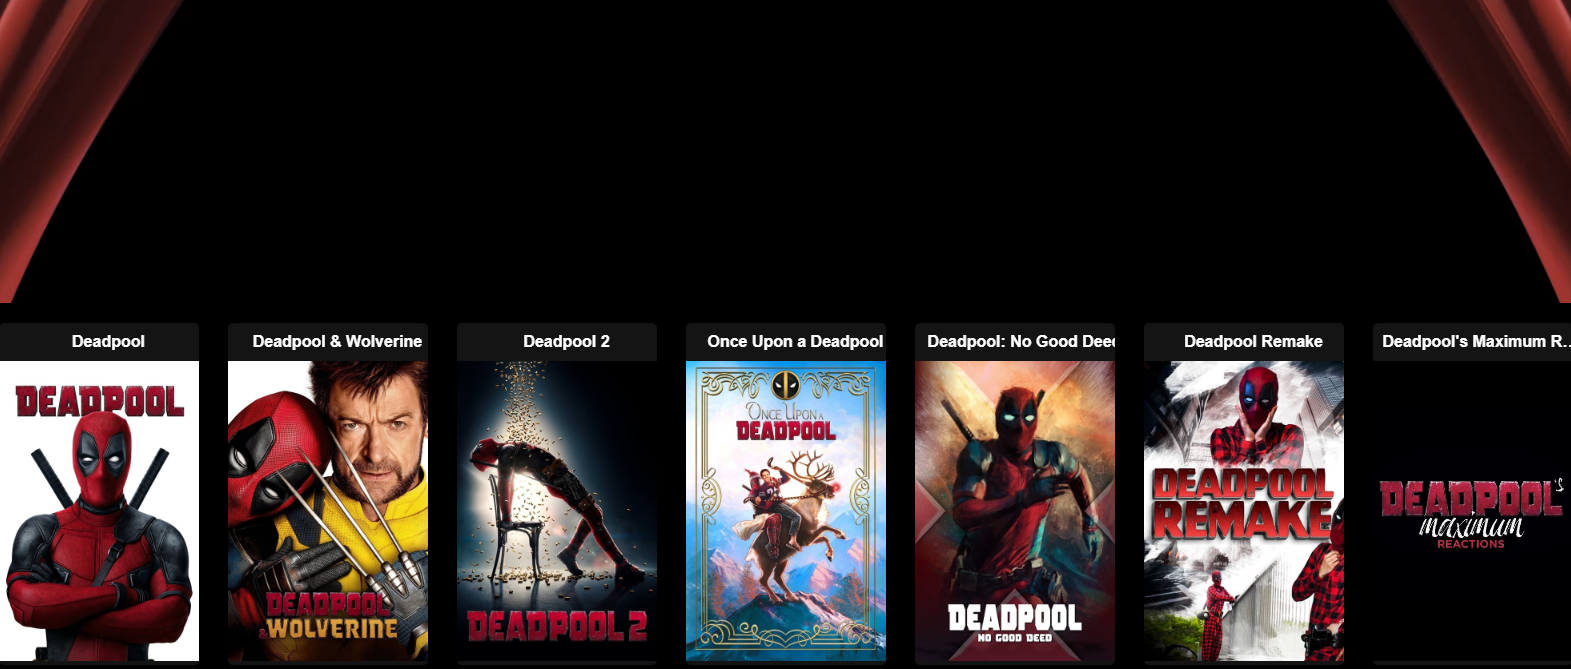 Deadpool
Deadpool & Wolverine
Deadpool 2
Once Upon a Deadpool
Deadpool: No Good Deed
Deadpool Remake
Deadpool's Maximum R...
DEADPOOL
DEADPOOL
& WOLVERINE
DEADPOOL 2
ONCE UPON A
DEADPOOL
DEADPOOL
NO GOOD DEED
DEADPOOL
REMAKE
DEADPOOL'S
maximum
REACTIONS